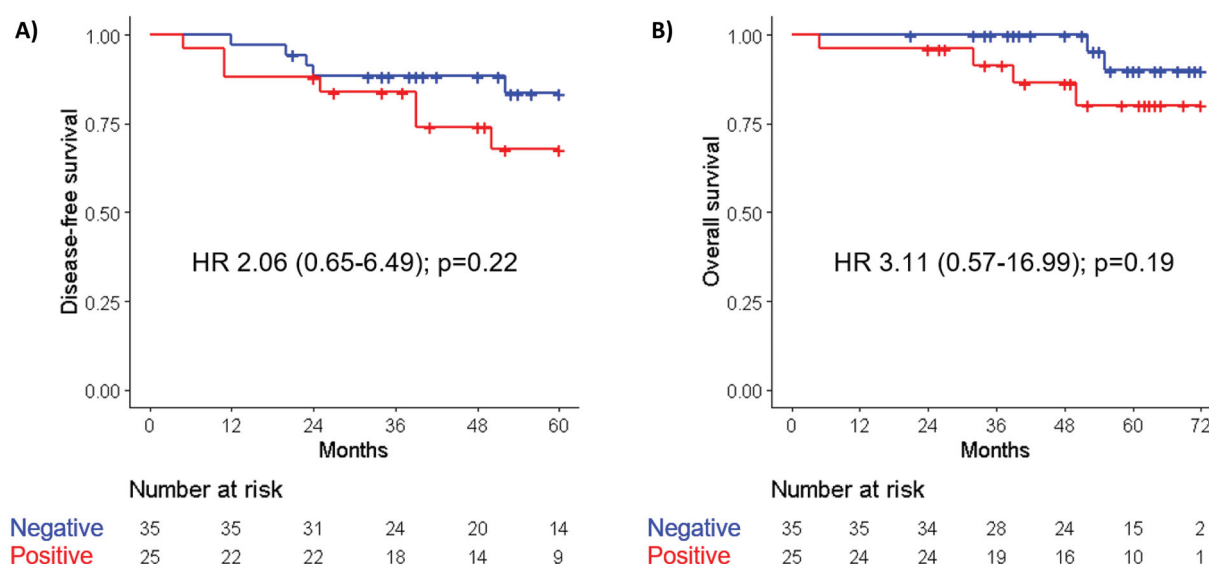 A)
1.00
0.75
0.50
0.25
0.00
Disease-free survival
HR 2.06 (0.65-6.49); p=0.22
0 12 24 36 48 60
Months
Number at risk
Negative 35 35 31 24 20 14
Positive 25 22 22 18 14 9
B)
1.00
0.75
0.50
0.25
0.00
Overall survival
HR 3.11 (0.57-16.99); p=0.19
0 12 24 36 48 60 72
Months
Number at risk
Negative 35 35 34 28 24 15 2
Positive 25 24 24 19 16 10 1